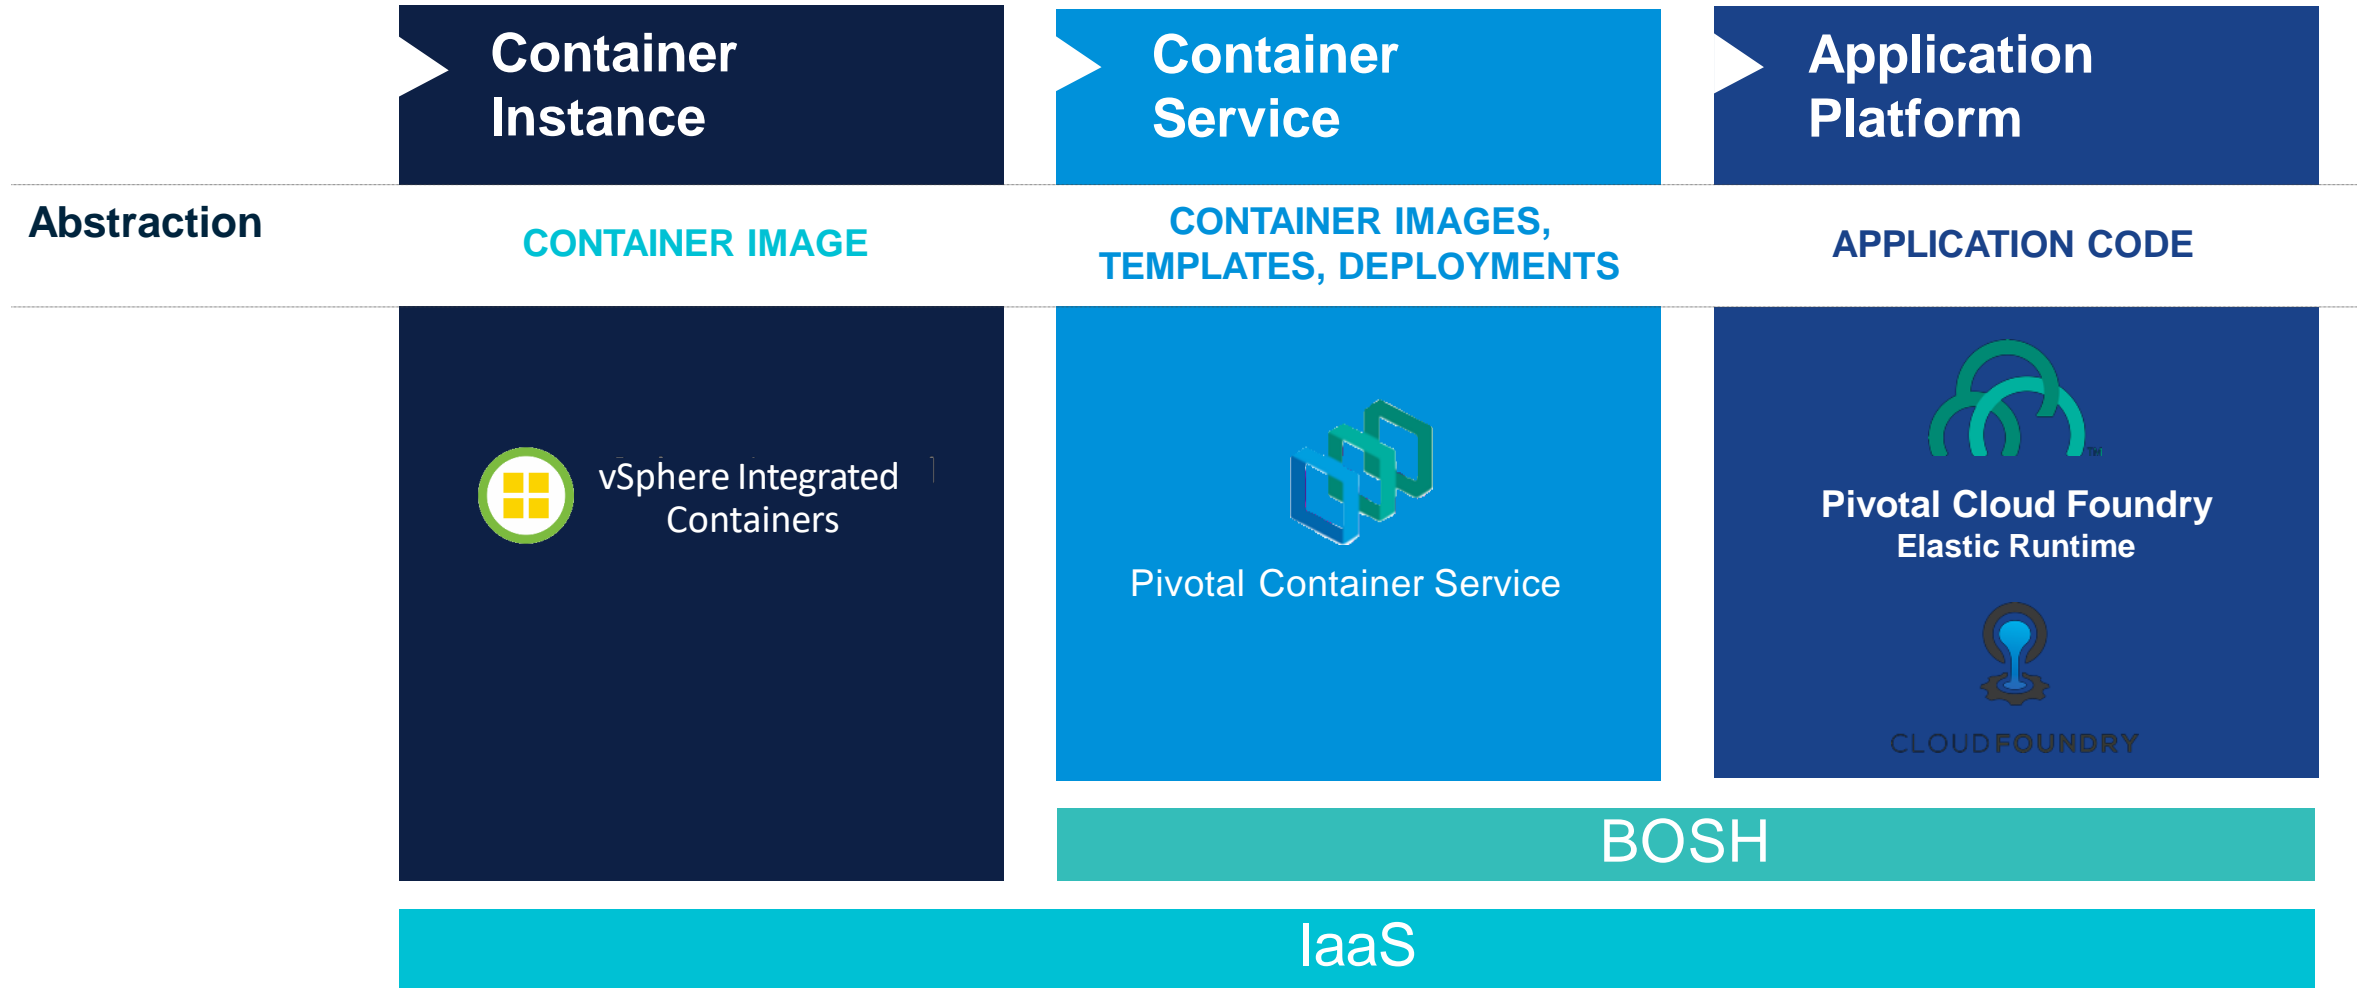 Container
Instance
Container
Service
Application
Platform
Abstraction
CONTAINER IMAGE
CONTAINER IMAGES,
TEMPLATES, DEPLOYMENTS
APPLICATION CODE
vSphere Integrated
Containers
Pivotal Container Service
TM
Pivotal Cloud Foundry
Elastic Runtime
CLOUDFOUNDRY
BOSH
IaaS